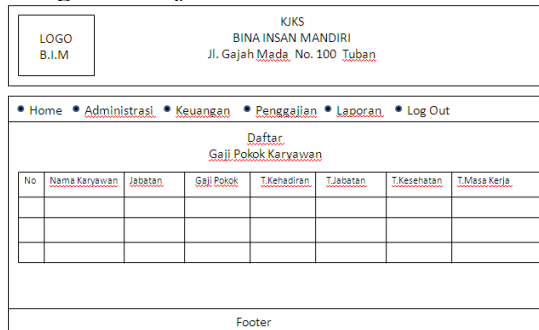 LOGO
B.I.M
KJKS
BINA INSAN MANDIRI
Jl. Gajah Mada No. 100 Tuban
• Home • Administrasi • Keuangan • Penggajian • Laporan • Log Out
Daftar
Gaji Pokok Karyawan
No Nama Karyawan Jabatan Gaji Pokok T.Kehadiran T.Jabatan T.Kesehatan T.Masa Kerja
Footer